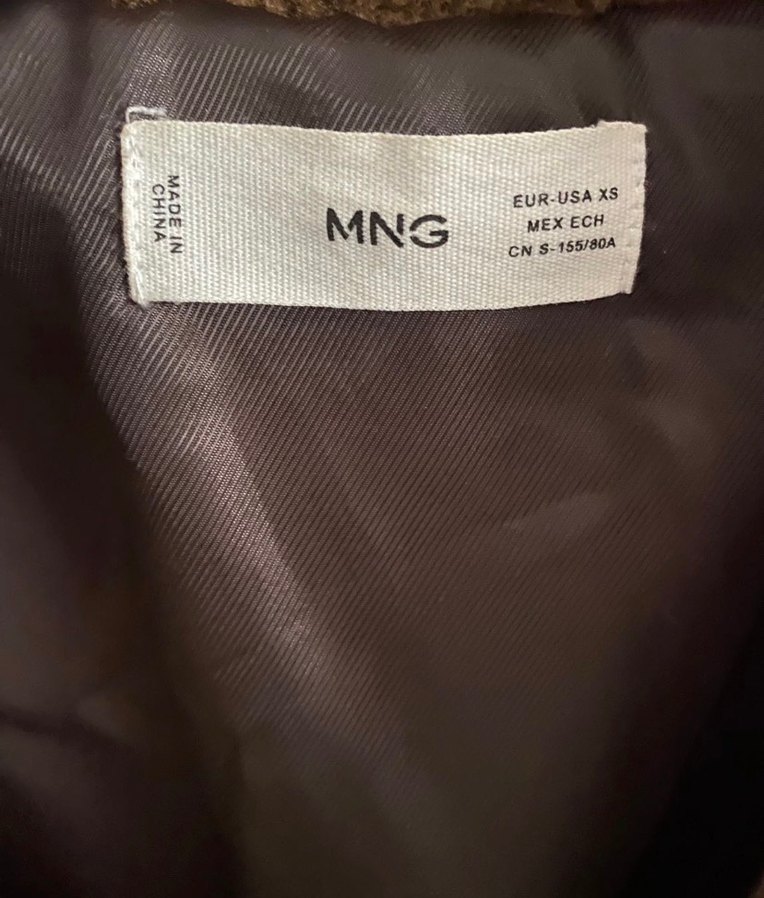 MADE IN
CHINA
MNG
EUR-USA XS
MEX ECH
CN S-155/80A